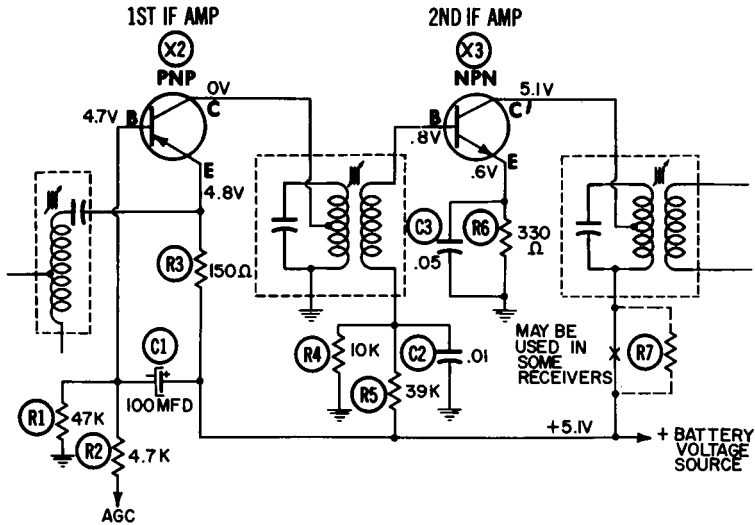 1ST IF AMP
X2
PNP
2ND IF AMP
X3
NPN
0V
C
4.7V
B
E
4.8V
5.1V
C
B
.8V
E
.6V
R3
150Ω
C3
.05
R6
330
Ω
C1
100MFD
R1
47K
R2
4.7K
AGC
R4
10K
C2
.01
R5
39K
MAY BE
USED IN
SOME
RECEIVERS
R7
+5.1V
+ BATTERY
VOLTAGE
SOURCE